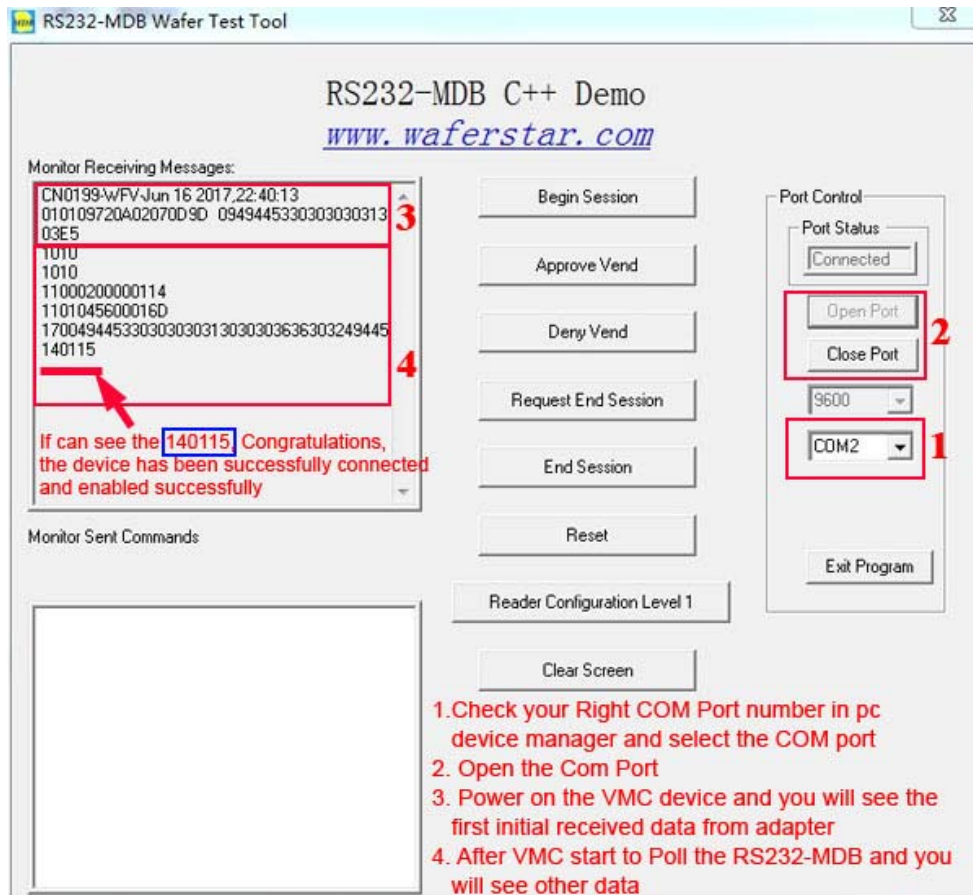 RS232-MDB Wafer Test Tool
RS232-MDB C++ Demo
www.waferstar.com
Monitor Receiving Messages:
CN0199-WFV-Jun 16 2017,22:40:13
010109720A02070D9D 09494453303030303133
03E5
3
1010
1010
11000200000114
1101045600016D
170049445330303030313030303636303249445
140115
4
If can see the 140115, Congratulations,
the device has been successfully connected
and enabled successfully
Monitor Sent Commands
Begin Session
Approve Vend
Deny Vend
Request End Session
End Session
Reset
Reader Configuration Level 1
Clear Screen
Port Control
Port Status
Connected
Open Port
Close Port
2
9600
COM2
1
Exit Program
1.Check your Right COM Port number in pc
device manager and select the COM port
2. Open the Com Port
3. Power on the VMC device and you will see the
first initial received data from adapter
4. After VMC start to Poll the RS232-MDB and you
will see other data